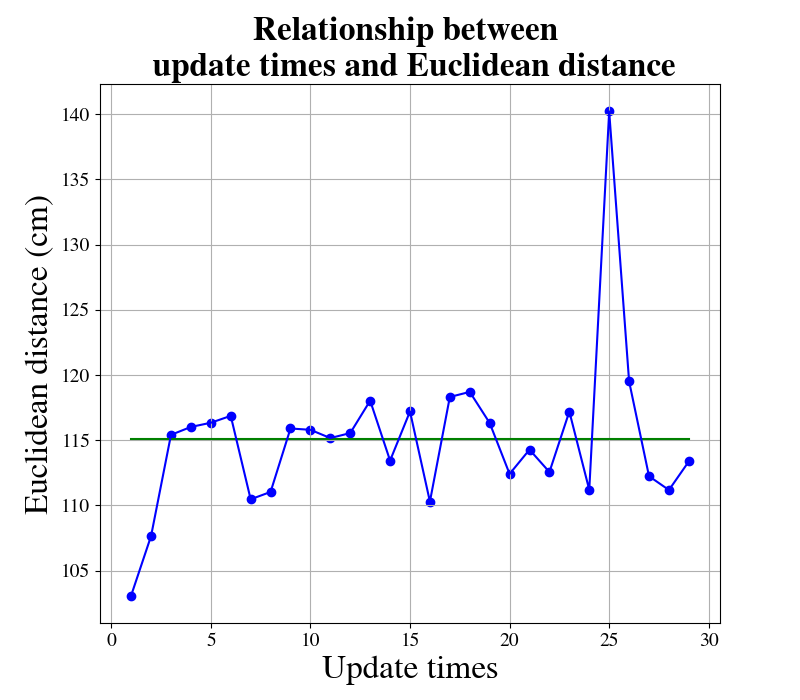 Relationship between
update times and Euclidean distance
Euclidean distance (cm)
140
135
130
125
120
115
110
105
0 5 10 15 20 25 30
Update times